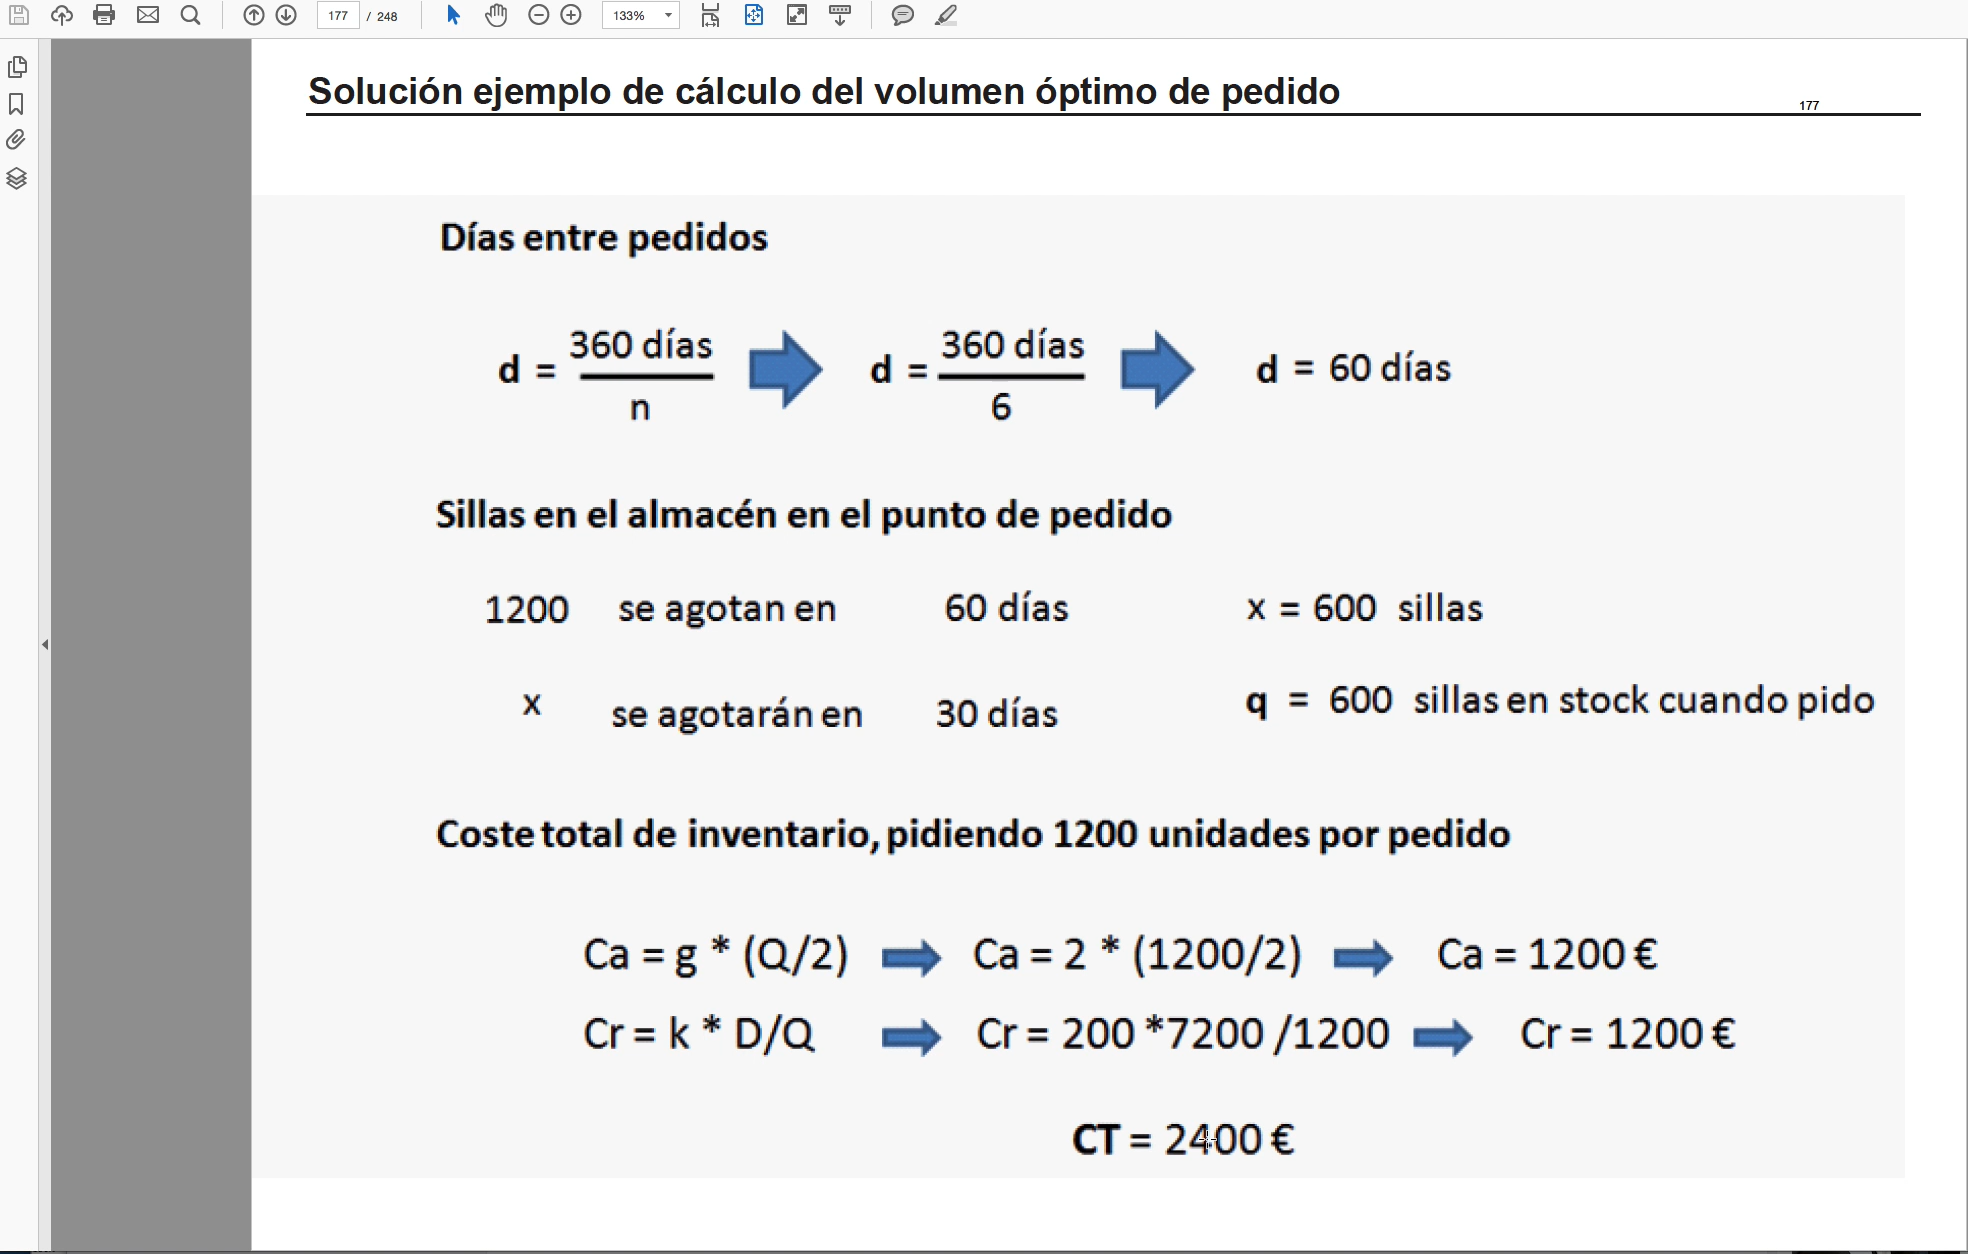 177 / 248 133%
Solución ejemplo de cálculo del volumen óptimo de pedido
177
Días entre pedidos
d = 360 días / n d = 360 días / 6 d = 60 días
Sillas en el almacén en el punto de pedido
1200 se agotan en 60 días x = 600 sillas
x se agotarán en 30 días q = 600 sillas en stock cuando pido
Coste total de inventario, pidiendo 1200 unidades por pedido
Ca = g * (Q/2) Ca = 2 * (1200/2) Ca = 1200 €
Cr = k * D/Q Cr = 200 *7200 /1200 Cr = 1200 €
CT = 2400 €